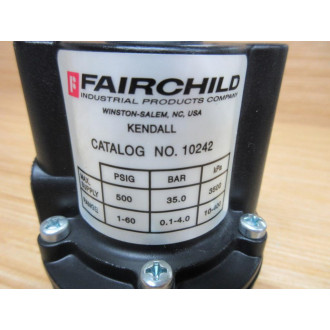 FAIRCHILD
INDUSTRIAL PRODUCTS COMPANY
WINSTON-SALEM, NC, USA
KENDALL
CATALOG NO. 10242
PSIG BAR kPa
MAX. SUPPLY 500 35.0 3500
RANGE 1-60 0.1-4.0 10-400